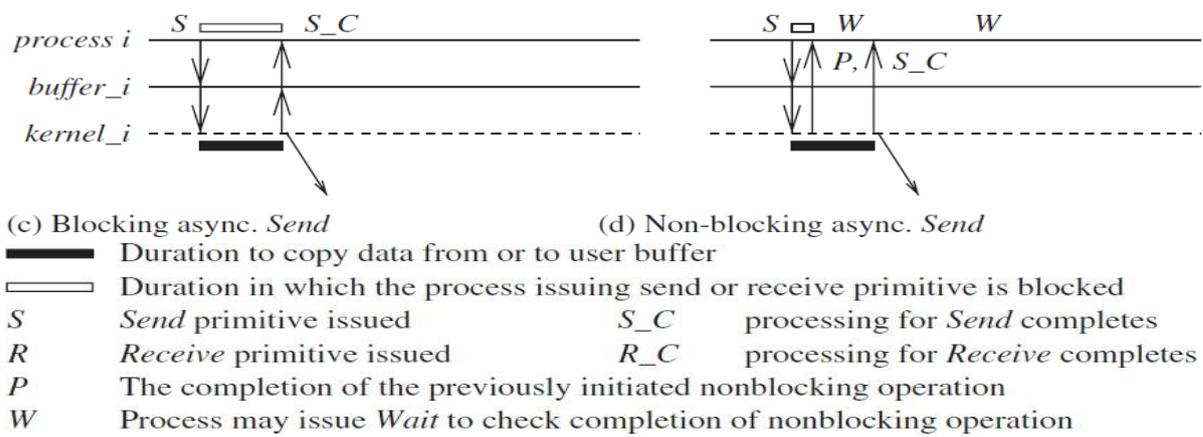 S S_C S W W
process i
P, S_C
buffer_i
kernel_i
(c) Blocking async. Send (d) Non-blocking async. Send
Duration to copy data from or to user buffer
Duration in which the process issuing send or receive primitive is blocked
S Send primitive issued S_C processing for Send completes
R Receive primitive issued R_C processing for Receive completes
P The completion of the previously initiated nonblocking operation
W Process may issue Wait to check completion of nonblocking operation